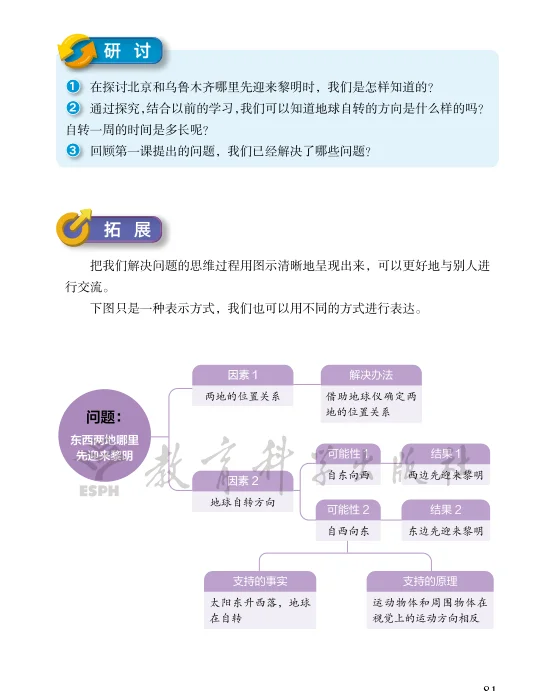 研 讨
1 在探讨北京和乌鲁木齐哪里先迎来黎明时，我们是怎样知道的？
2 通过探究，结合以前的学习，我们可以知道地球自转的方向是什么样的吗？
自转一周的时间是多长呢？
3 回顾第一课提出的问题，我们已经解决了哪些问题？
拓 展
把我们解决问题的思维过程用图示清晰地呈现出来，可以更好地与别人进
行交流。
下图只是一种表示方式，我们也可以用不同的方式进行表达。
问题：
东西两地哪里
先迎来黎明
因素 1
两地的位置关系
解决办法
借助地球仪确定两
地的位置关系
因素 2
地球自转方向
可能性 1
自东向西
结果 1
西边先迎来黎明
可能性 2
自西向东
结果 2
东边先迎来黎明
支持的事实
太阳东升西落，地球
在自转
支持的原理
运动物体和周围物体在
视觉上的运动方向相反
ESPH 教育科学出版社
81